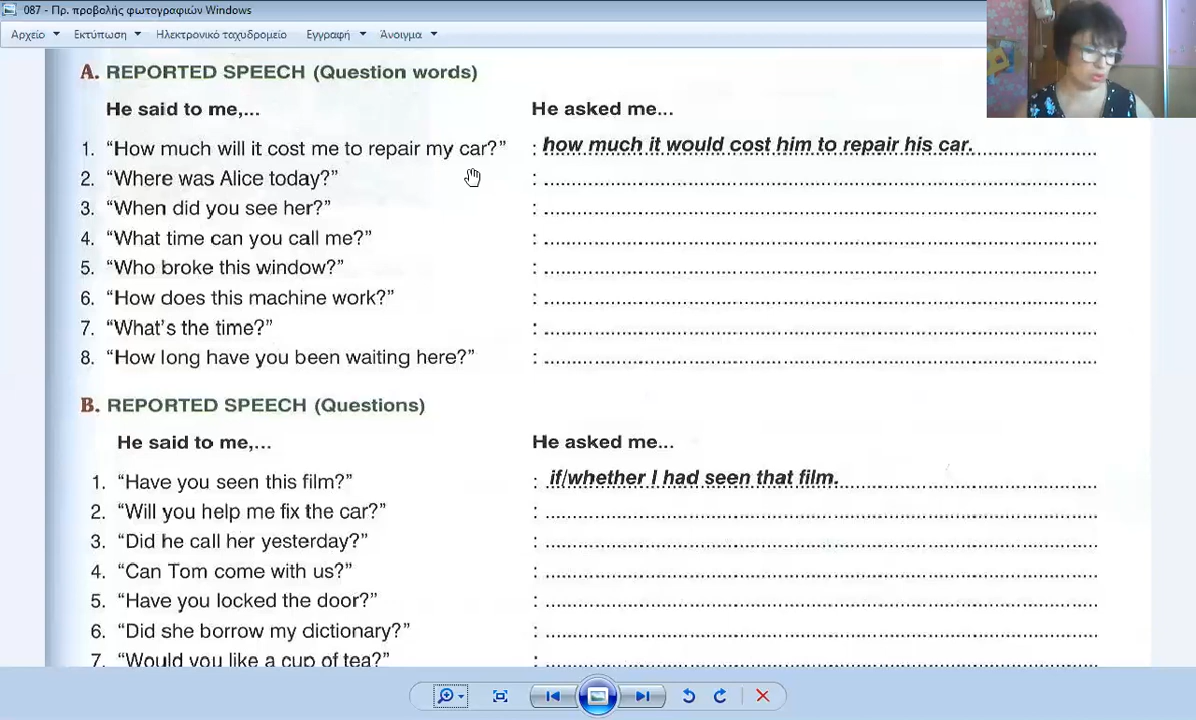 087 - Πρ. προβολής φωτογραφιών Windows
Αρχείο Εκτύπωση Ηλεκτρονικό ταχυδρομείο Εγγραφή Άνοιγμα
A. REPORTED SPEECH (Question words)
He said to me,... He asked me...
1. “How much will it cost me to repair my car?” : how much it would cost him to repair his car.
2. “Where was Alice today?” :
3. “When did you see her?” :
4. “What time can you call me?” :
5. “Who broke this window?” :
6. “How does this machine work?” :
7. “What's the time?” :
8. “How long have you been waiting here?” :
B. REPORTED SPEECH (Questions)
He said to me,... He asked me...
1. “Have you seen this film?” : if/whether I had seen that film.
2. “Will you help me fix the car?” :
3. “Did he call her yesterday?” :
4. “Can Tom come with us?” :
5. “Have you locked the door?” :
6. “Did she borrow my dictionary?” :
7. “Would you like a cup of tea?” :